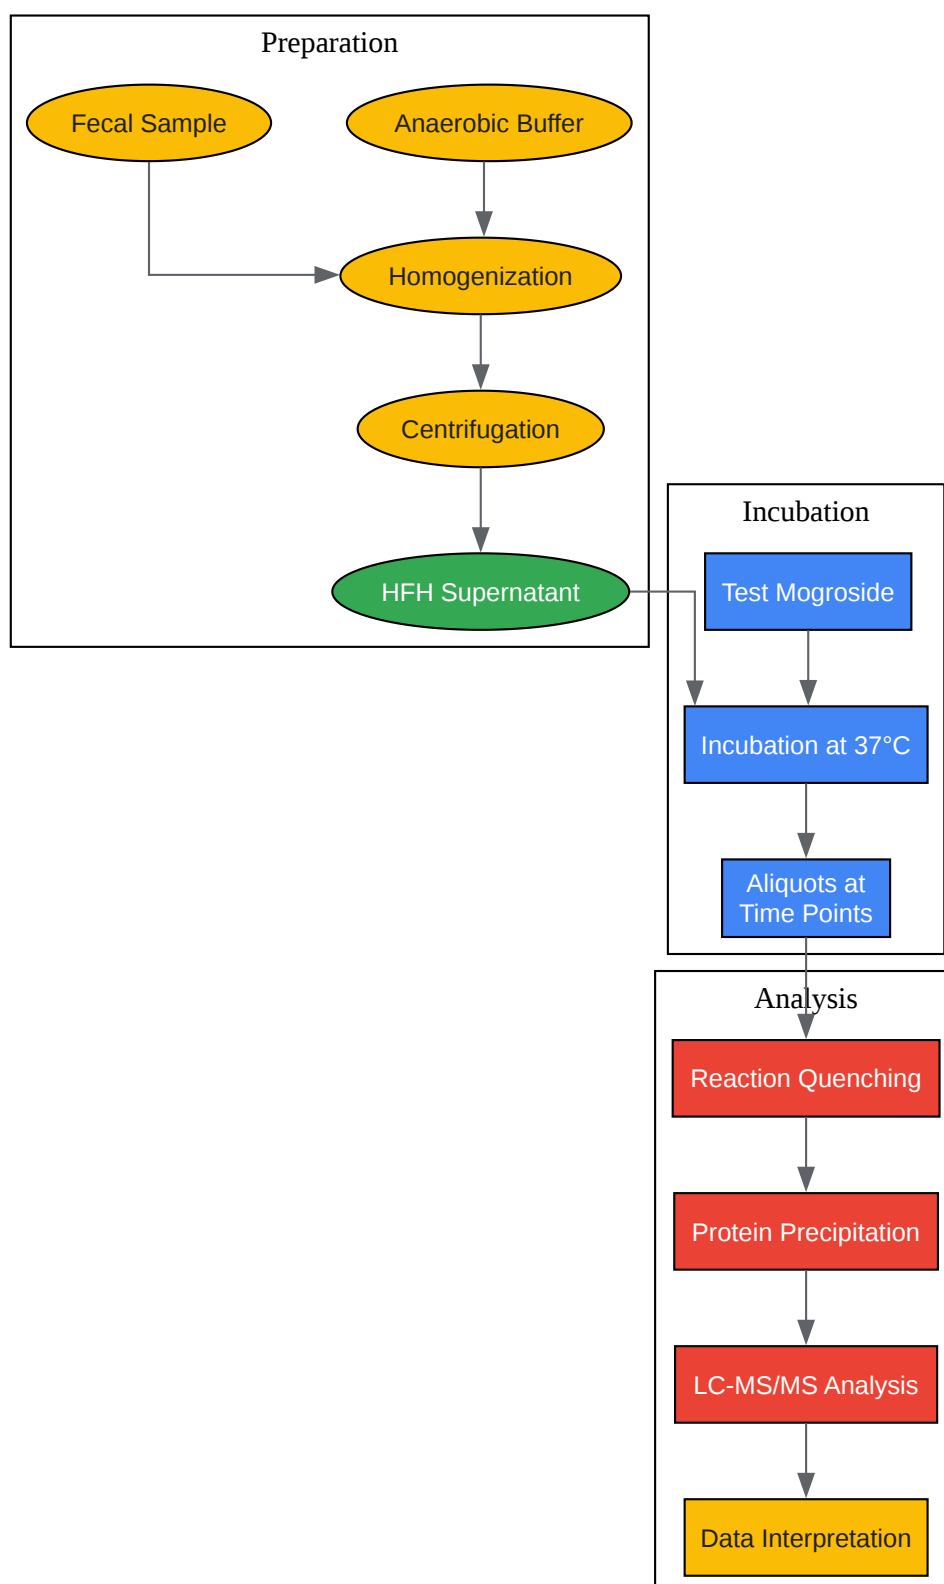 Preparation
Fecal Sample
Anaerobic Buffer
Homogenization
Centrifugation
HFH Supernatant
Incubation
Test Mogroside
Incubation at 37°C
Aliquots at
Time Points
Analysis
Reaction Quenching
Protein Precipitation
LC-MS/MS Analysis
Data Interpretation